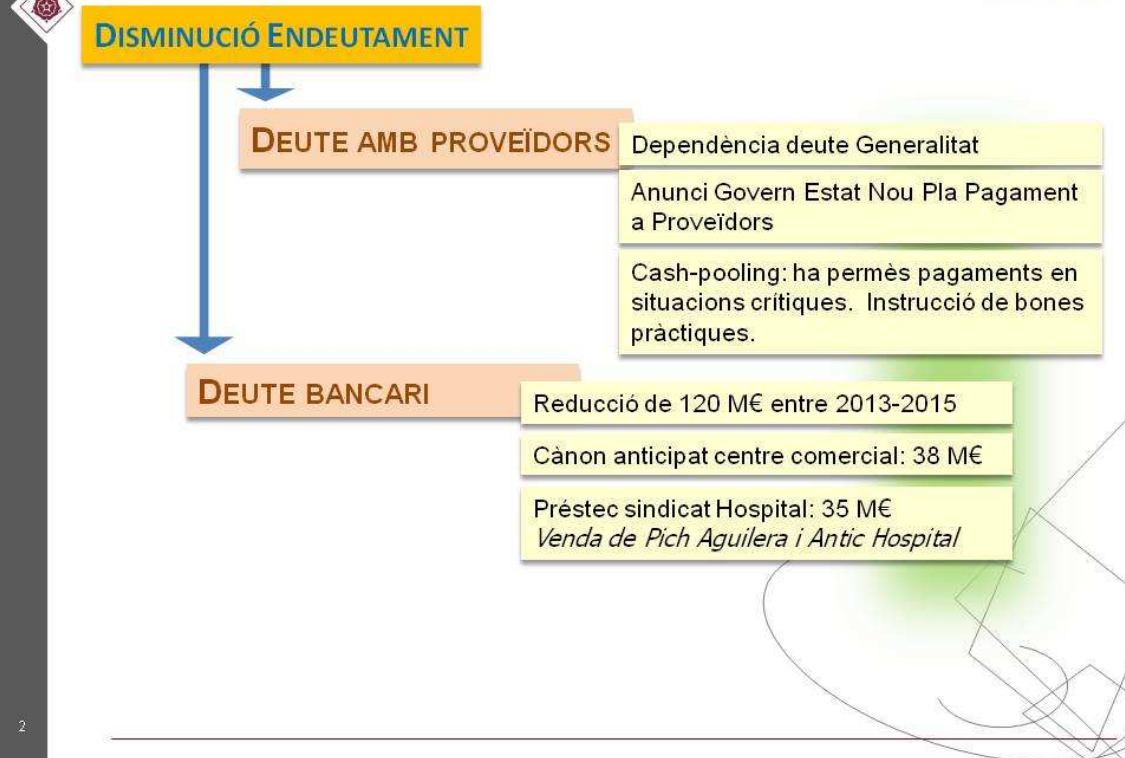 DISMINUCIÓ ENDEUTAMENT
DEUTE AMB PROVEÏDORS
Dependència deute Generalitat
Anunci Govern Estat Nou Pla Pagament
a Proveïdors
Cash-pooling: ha permès pagaments en
situacions crítiques. Instrucció de bones
pràctiques.
DEUTE BANCARI
Reducció de 120 M€ entre 2013-2015
Cànon anticipat centre comercial: 38 M€
Préstec sindicat Hospital: 35 M€
Venda de Pich Aguilera i Antic Hospital
2